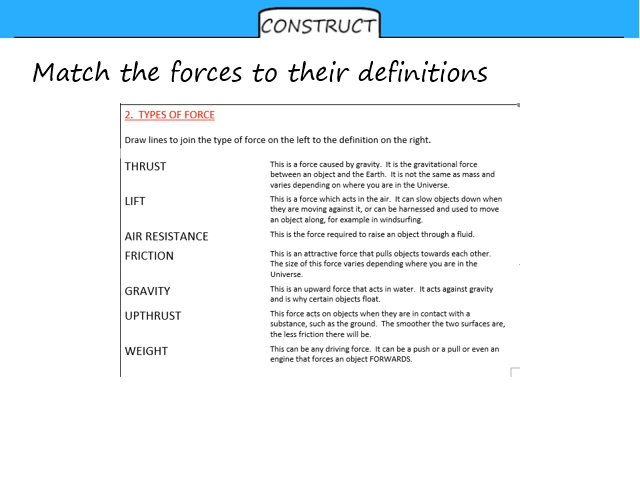 CONSTRUCT
Match the forces to their definitions
2. TYPES OF FORCE
Draw lines to join the type of force on the left to the definition on the right.
THRUST
This is a force caused by gravity. It is the gravitational force
between an object and the Earth. It is not the same as mass and
varies depending on where you are in the Universe.
LIFT
This is a force which acts in the air. It can slow objects down when
they are moving against it, or can be harnessed and used to move
an object along, for example in windsurfing.
AIR RESISTANCE
This is the force required to raise an object through a fluid.
FRICTION
This is an attractive force that pulls objects towards each other.
The size of this force varies depending where you are in the
Universe.
GRAVITY
This is an upward force that acts in water. It acts against gravity
and is why certain objects float.
UPTHRUST
This force acts on objects when they are in contact with a
substance, such as the ground. The smoother the two surfaces are,
the less friction there will be.
WEIGHT
This can be any driving force. It can be a push or a pull or even an
engine that forces an object FORWARDS.